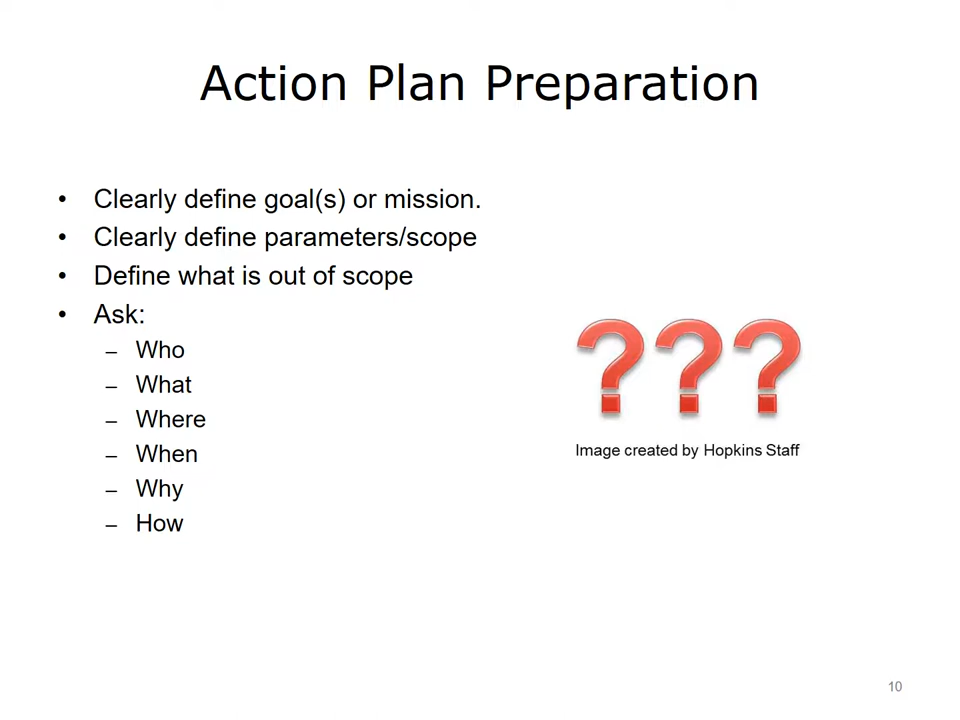 Action Plan Preparation
• Clearly define goal(s) or mission.
• Clearly define parameters/scope
• Define what is out of scope
• Ask:
– Who
– What
– Where
– When
– Why
– How
???
Image created by Hopkins Staff
10